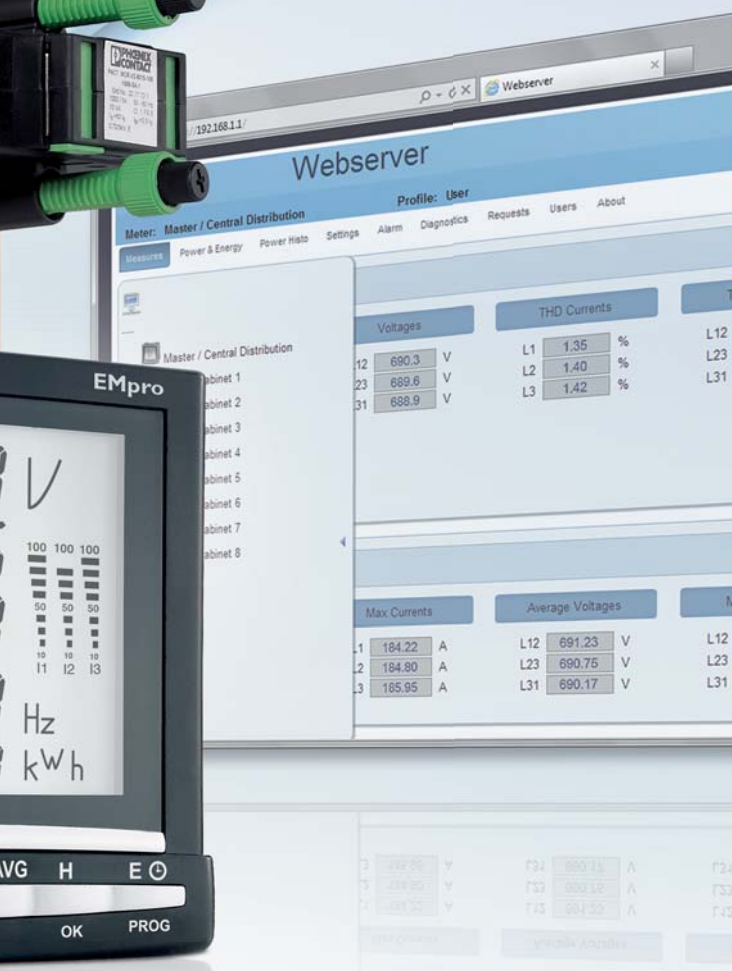 PHŒNIX
CONTACT
Webserver
//192.168.1.1/
Webserver
Profile: User
Meter: Master / Central Distribution
Measures Power & Energy Power Histo Settings Alarm Diagnostics Requests Users About
Voltages
THD Currents
Master / Central Distribution
abinet 1
abinet 2
abinet 3
abinet 4
abinet 5
abinet 6
abinet 7
abinet 8
12 690.3 V
23 689.6 V
31 688.9 V
L1 1.35 %
L2 1.40 %
L3 1.42 %
L12
L23
L31
Max Currents
Average Voltages
M
.1 184.22 A
.2 184.80 A
.3 185.95 A
L12 691.23 V
L23 690.75 V
L31 690.17 V
L12
L23
L31
EMpro
V
100 100 100
50 50 50
10 10 10
I1 I2 I3
Hz
kWh
AVG H E
OK PROG